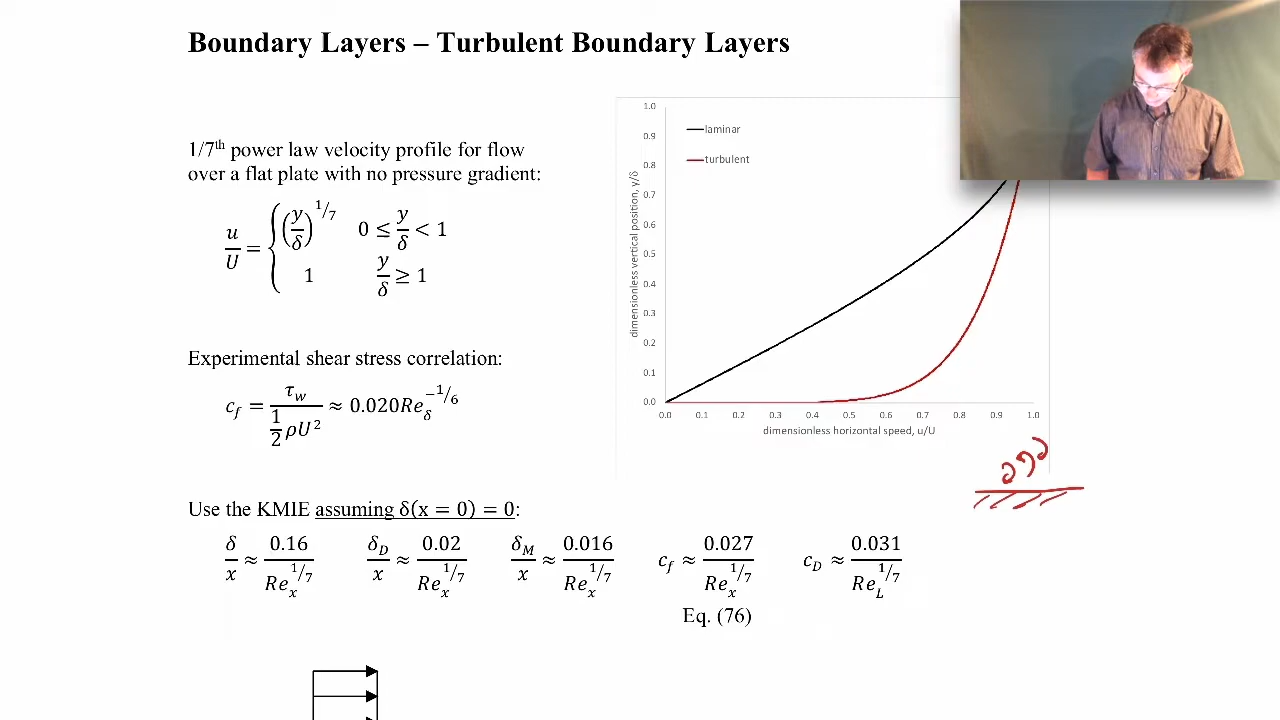 Boundary Layers – Turbulent Boundary Layers
1/7th power law velocity profile for flow
over a flat plate with no pressure gradient:
u/U = { (y/δ)^1/7 0 ≤ y/δ < 1
1 y/δ ≥ 1
Experimental shear stress correlation:
c_f = τ_w / (1/2 ρU²) ≈ 0.020Re_δ^−1/6
Use the KMIE assuming δ(x = 0) = 0:
δ/x ≈ 0.16/Re_x^1/7 δ_D/x ≈ 0.02/Re_x^1/7 δ_M/x ≈ 0.016/Re_x^1/7 c_f ≈ 0.027/Re_x^1/7 c_D ≈ 0.031/Re_L^1/7
Eq. (76)
laminar
turbulent
dimensionless vertical position, y/δ
1.0
0.9
0.8
0.7
0.6
0.5
0.4
0.3
0.2
0.1
0.0
0.0 0.1 0.2 0.3 0.4 0.5 0.6 0.7 0.8 0.9 1.0
dimensionless horizontal speed, u/U